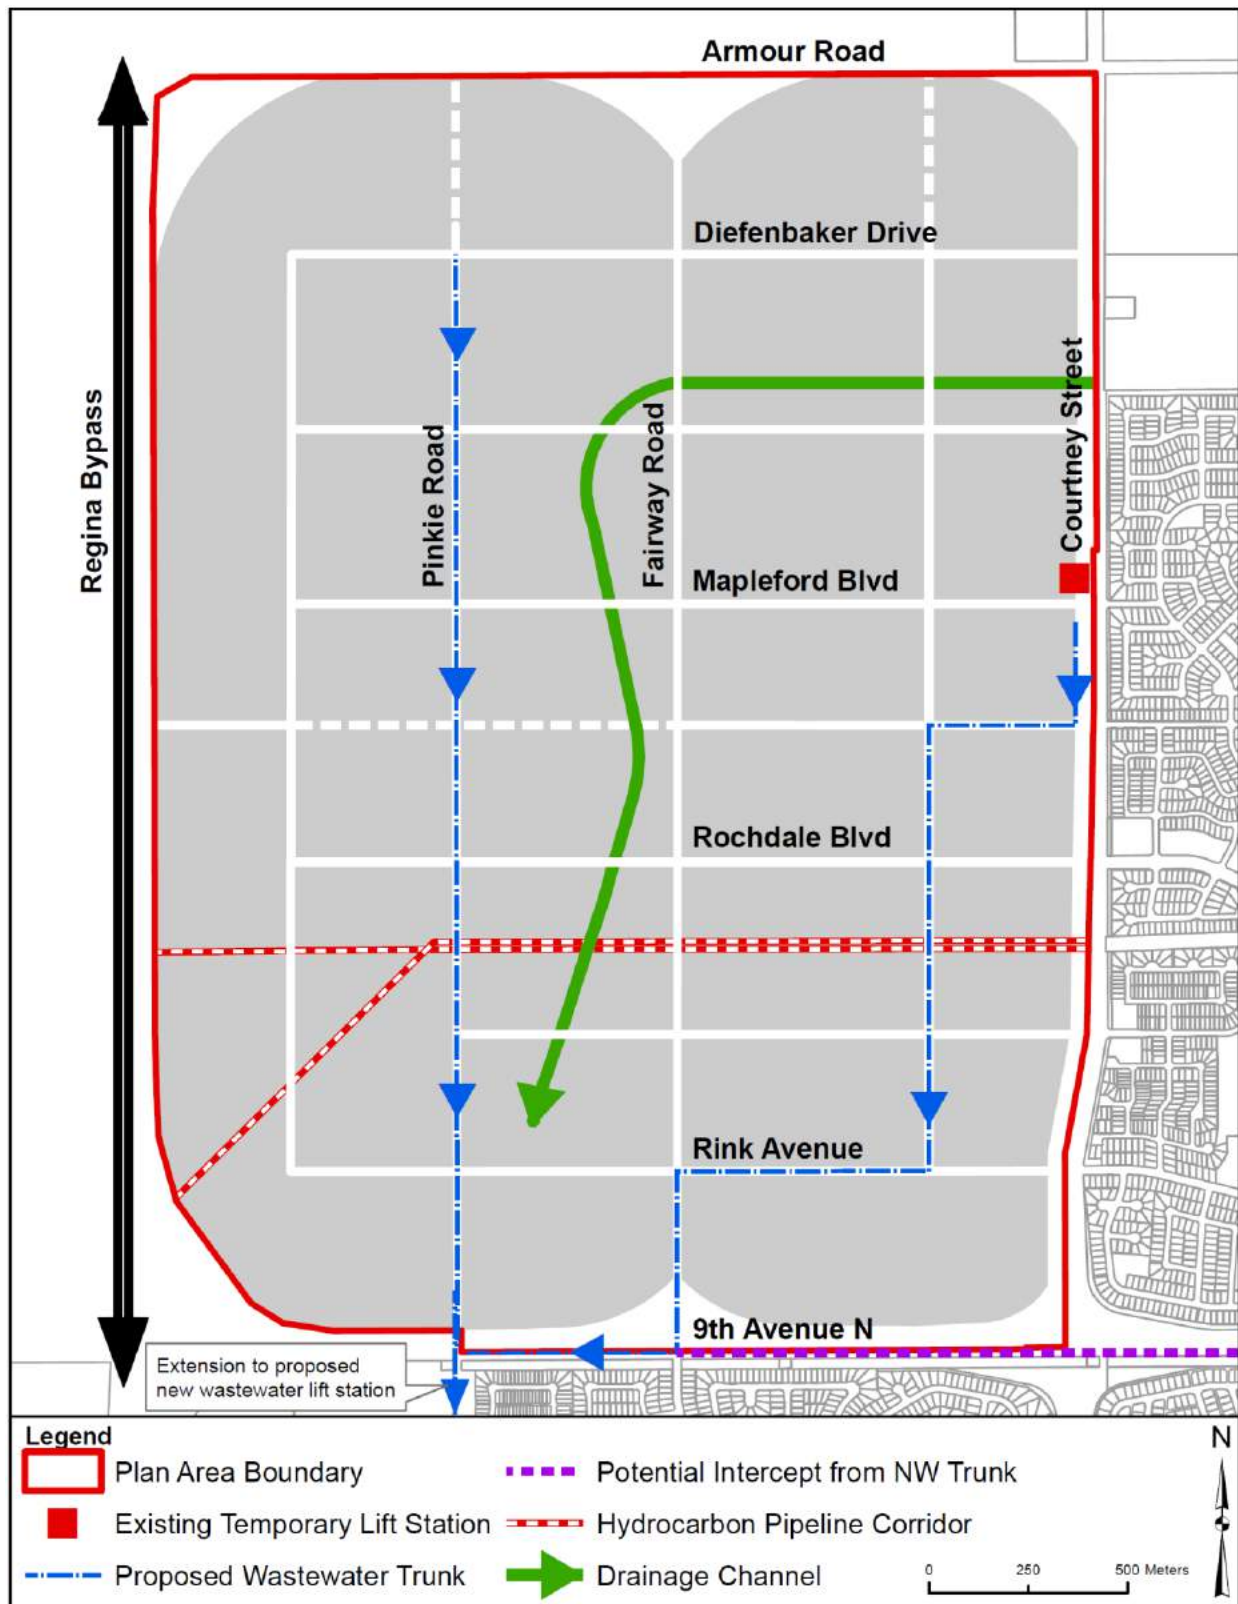 Armour Road
Diefenbaker Drive
Courtney Street
Regina Bypass
Pinkie Road
Fairway Road
Mapleford Blvd
Rochdale Blvd
Rink Avenue
9th Avenue N
Extension to proposed
new wastewater lift station
Legend
Plan Area Boundary
Potential Intercept from NW Trunk
Existing Temporary Lift Station
Hydrocarbon Pipeline Corridor
Proposed Wastewater Trunk
Drainage Channel
N
0 250 500 Meters